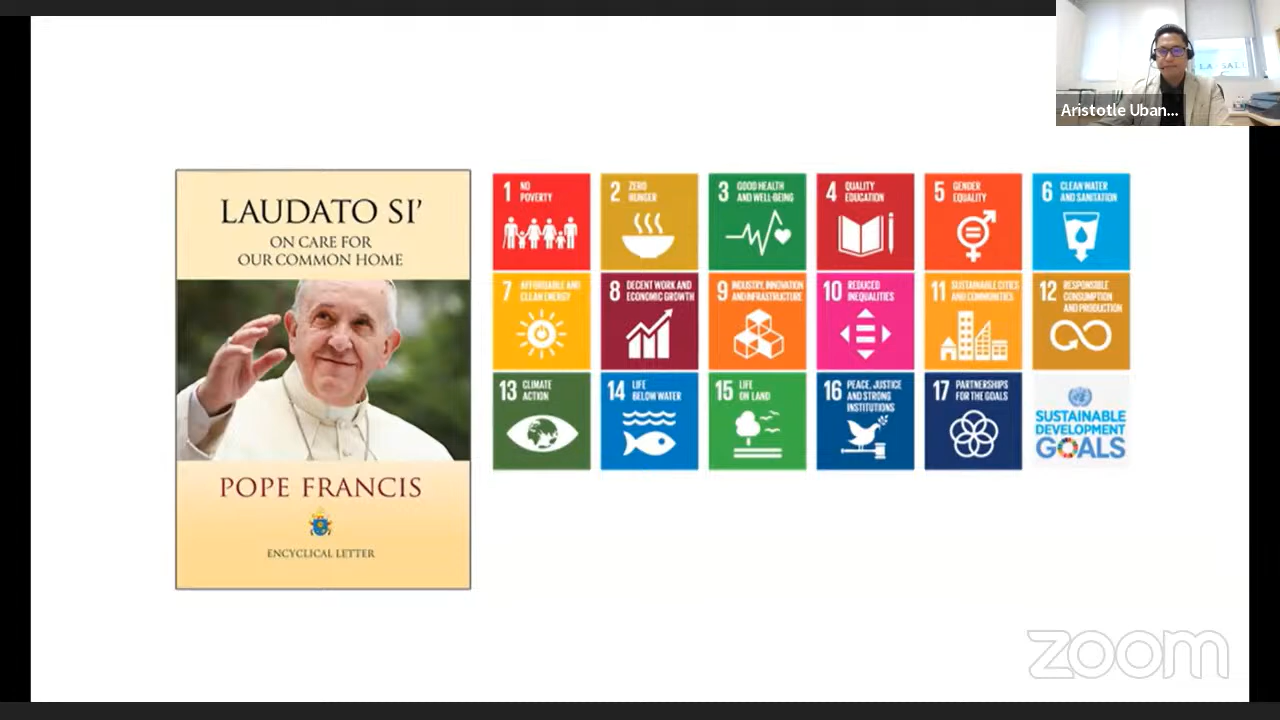 LAUDATO SI'
ON CARE FOR
OUR COMMON HOME
POPE FRANCIS
ENCYCLICAL LETTER
1 NO
POVERTY
2 ZERO
HUNGER
3 GOOD HEALTH
AND WELL-BEING
4 QUALITY
EDUCATION
5 GENDER
EQUALITY
6 CLEAN WATER
AND SANITATION
7 AFFORDABLE AND
CLEAN ENERGY
8 DECENT WORK AND
ECONOMIC GROWTH
9 INDUSTRY, INNOVATION
AND INFRASTRUCTURE
10 REDUCED
INEQUALITIES
11 SUSTAINABLE CITIES
AND COMMUNITIES
12 RESPONSIBLE
CONSUMPTION
AND PRODUCTION
13 CLIMATE
ACTION
14 LIFE
BELOW WATER
15 LIFE
ON LAND
16 PEACE, JUSTICE
AND STRONG
INSTITUTIONS
17 PARTNERSHIPS
FOR THE GOALS
SUSTAINABLE
DEVELOPMENT
GOALS
Aristotle Uban...
zoom